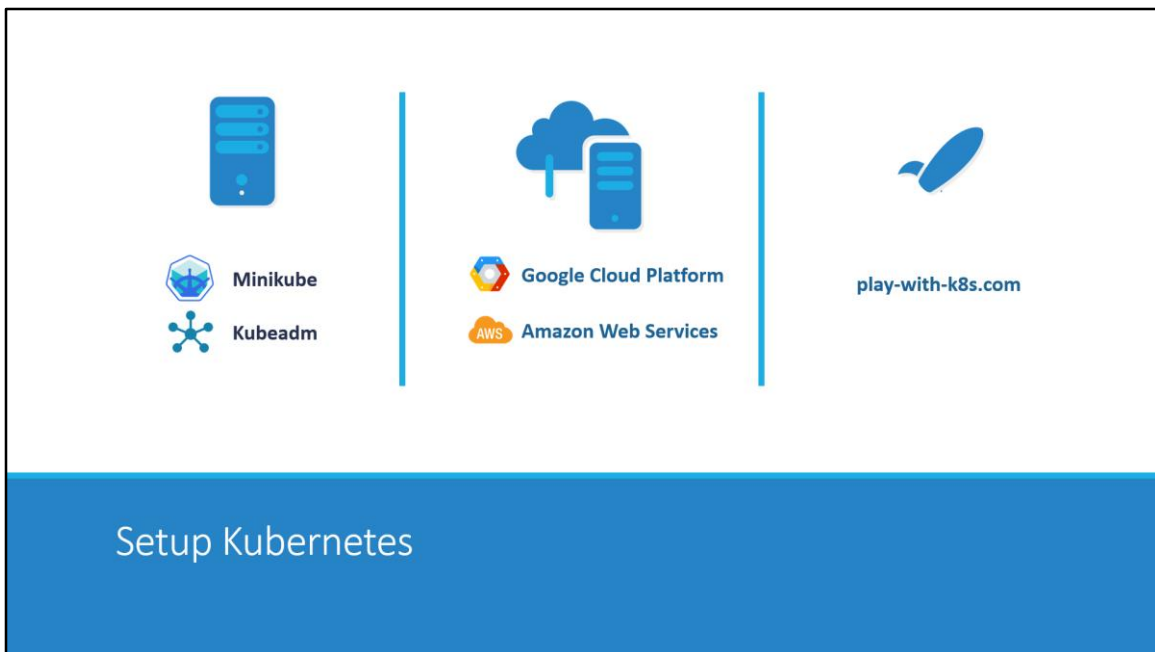 Minikube
Kubeadm
Google Cloud Platform
AWS Amazon Web Services
play-with-k8s.com
Setup Kubernetes